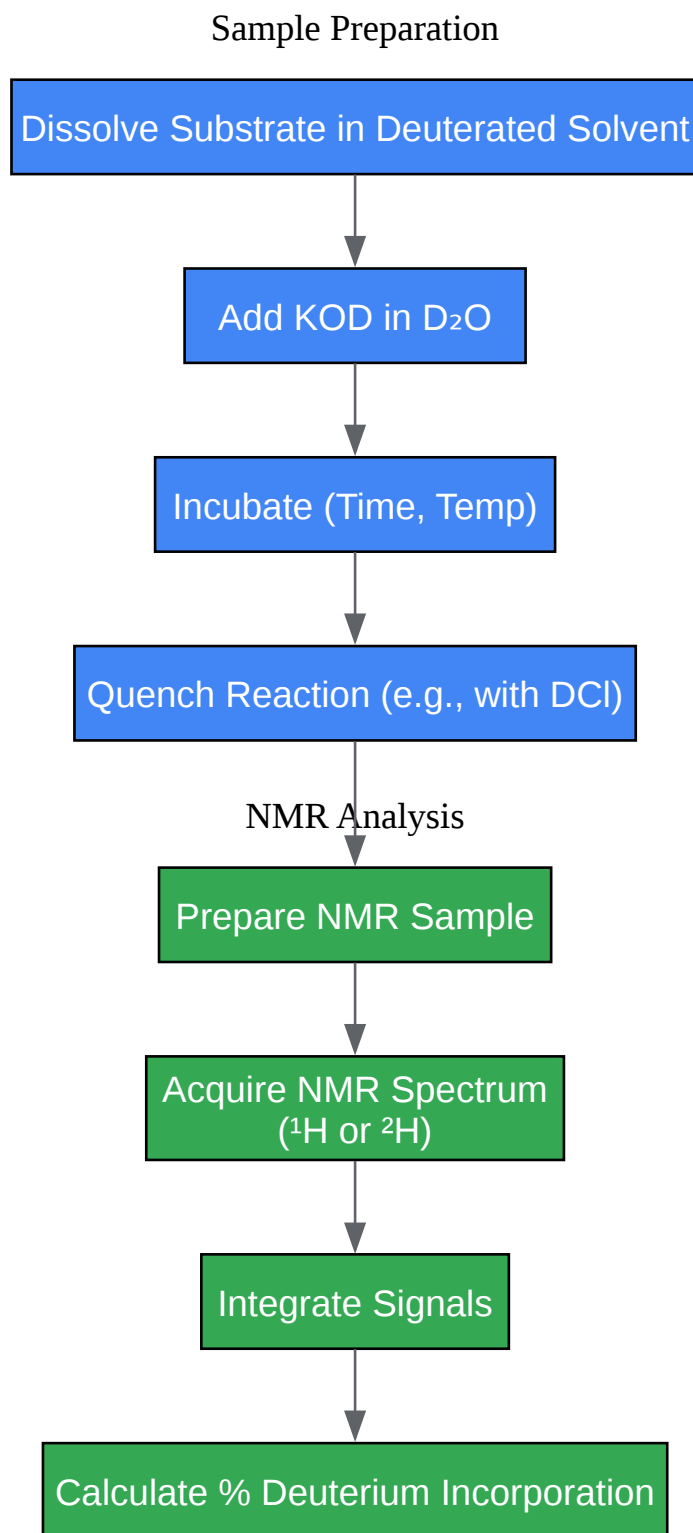 Sample Preparation
Dissolve Substrate in Deuterated Solvent
Add KOD in D₂O
Incubate (Time, Temp)
Quench Reaction (e.g., with DCl)
NMR Analysis
Prepare NMR Sample
Acquire NMR Spectrum
(¹H or ²H)
Integrate Signals
Calculate % Deuterium Incorporation